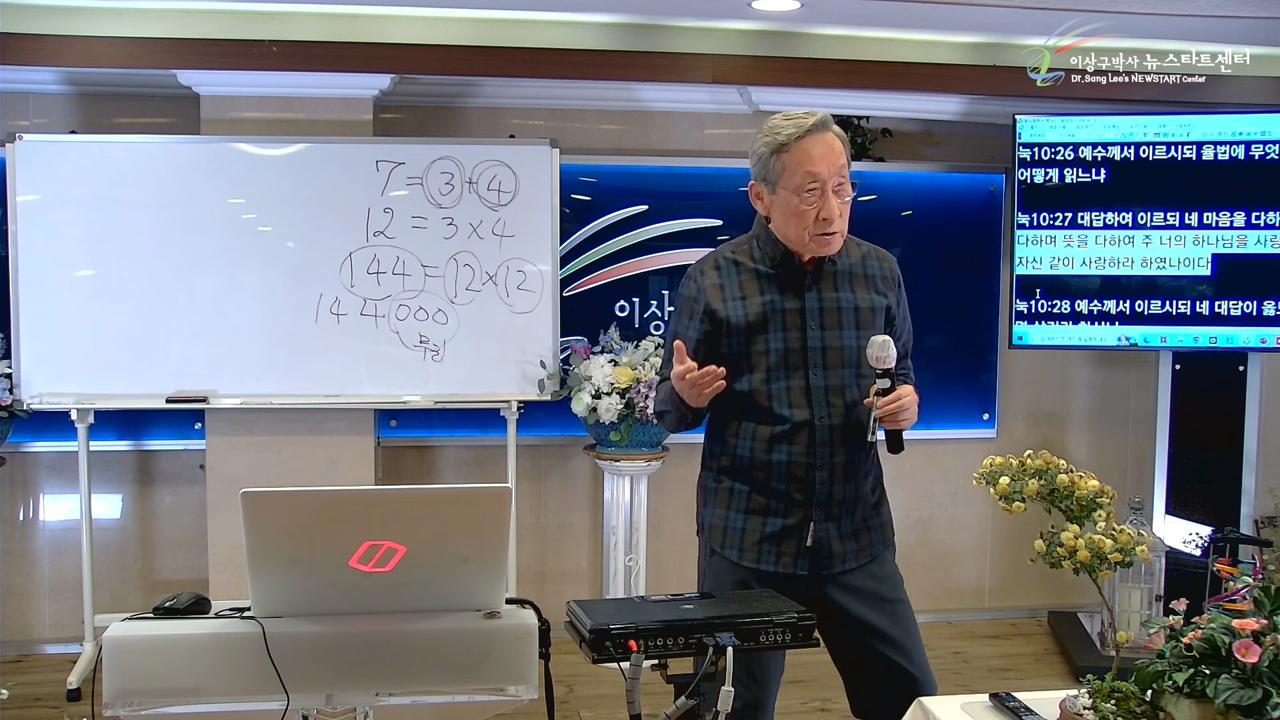 이상구박사 뉴스타트센터
Dr. Sang Lee's NEWSTART Center
7=3+4
12=3×4
144=12×12
144000
무리
이상
눅10:26 예수께서 이르시되 율법에 무엇
어떻게 읽느냐
눅10:27 대답하여 이르되 네 마음을 다하
다하며 뜻을 다하여 주 너의 하나님을 사랑
자신 같이 사랑하라 하였나이다
눅10:28 예수께서 이르시되 네 대답이 옳도